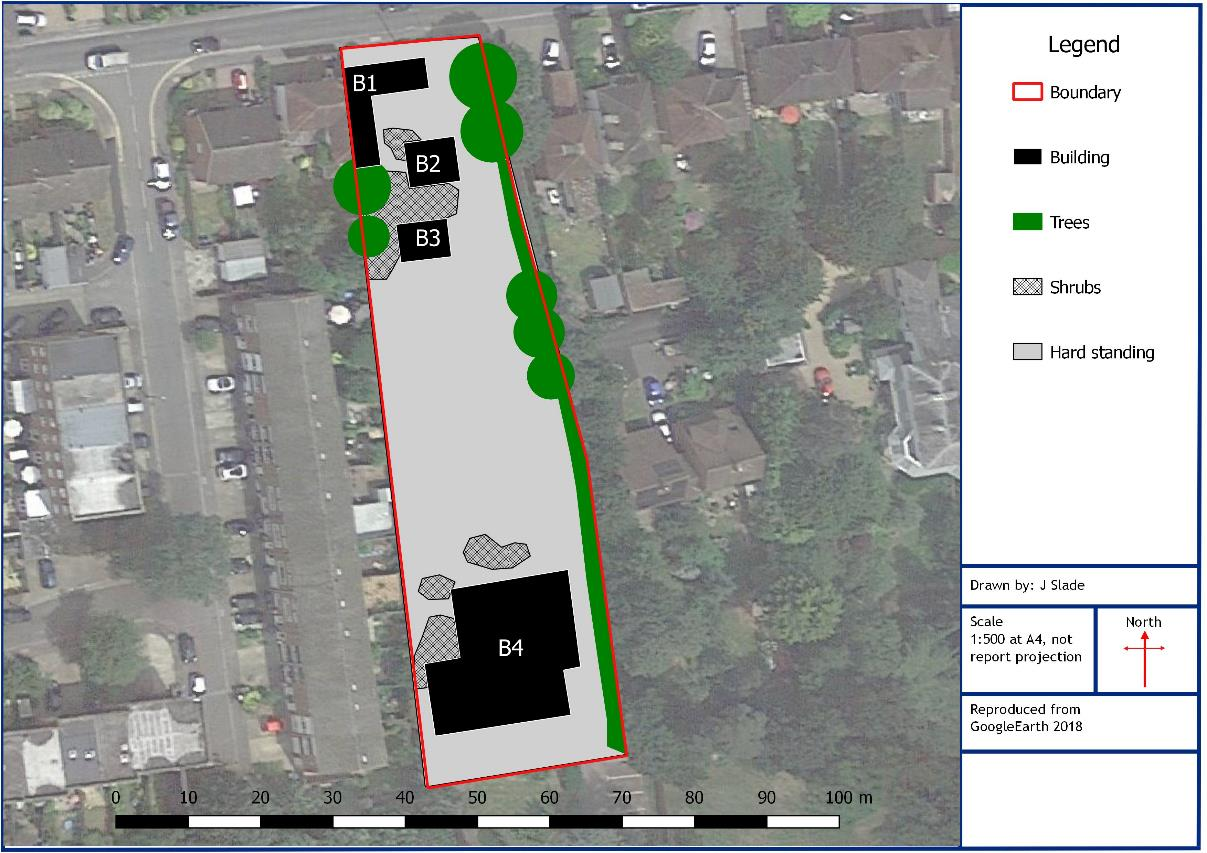 B1
B2
B3
B4
0 10 20 30 40 50 60 70 80 90 100 m
Legend
Boundary
Building
Trees
Shrubs
Hard standing
Drawn by: J Slade
Scale
1:500 at A4, not
report projection
North
Reproduced from
GoogleEarth 2018